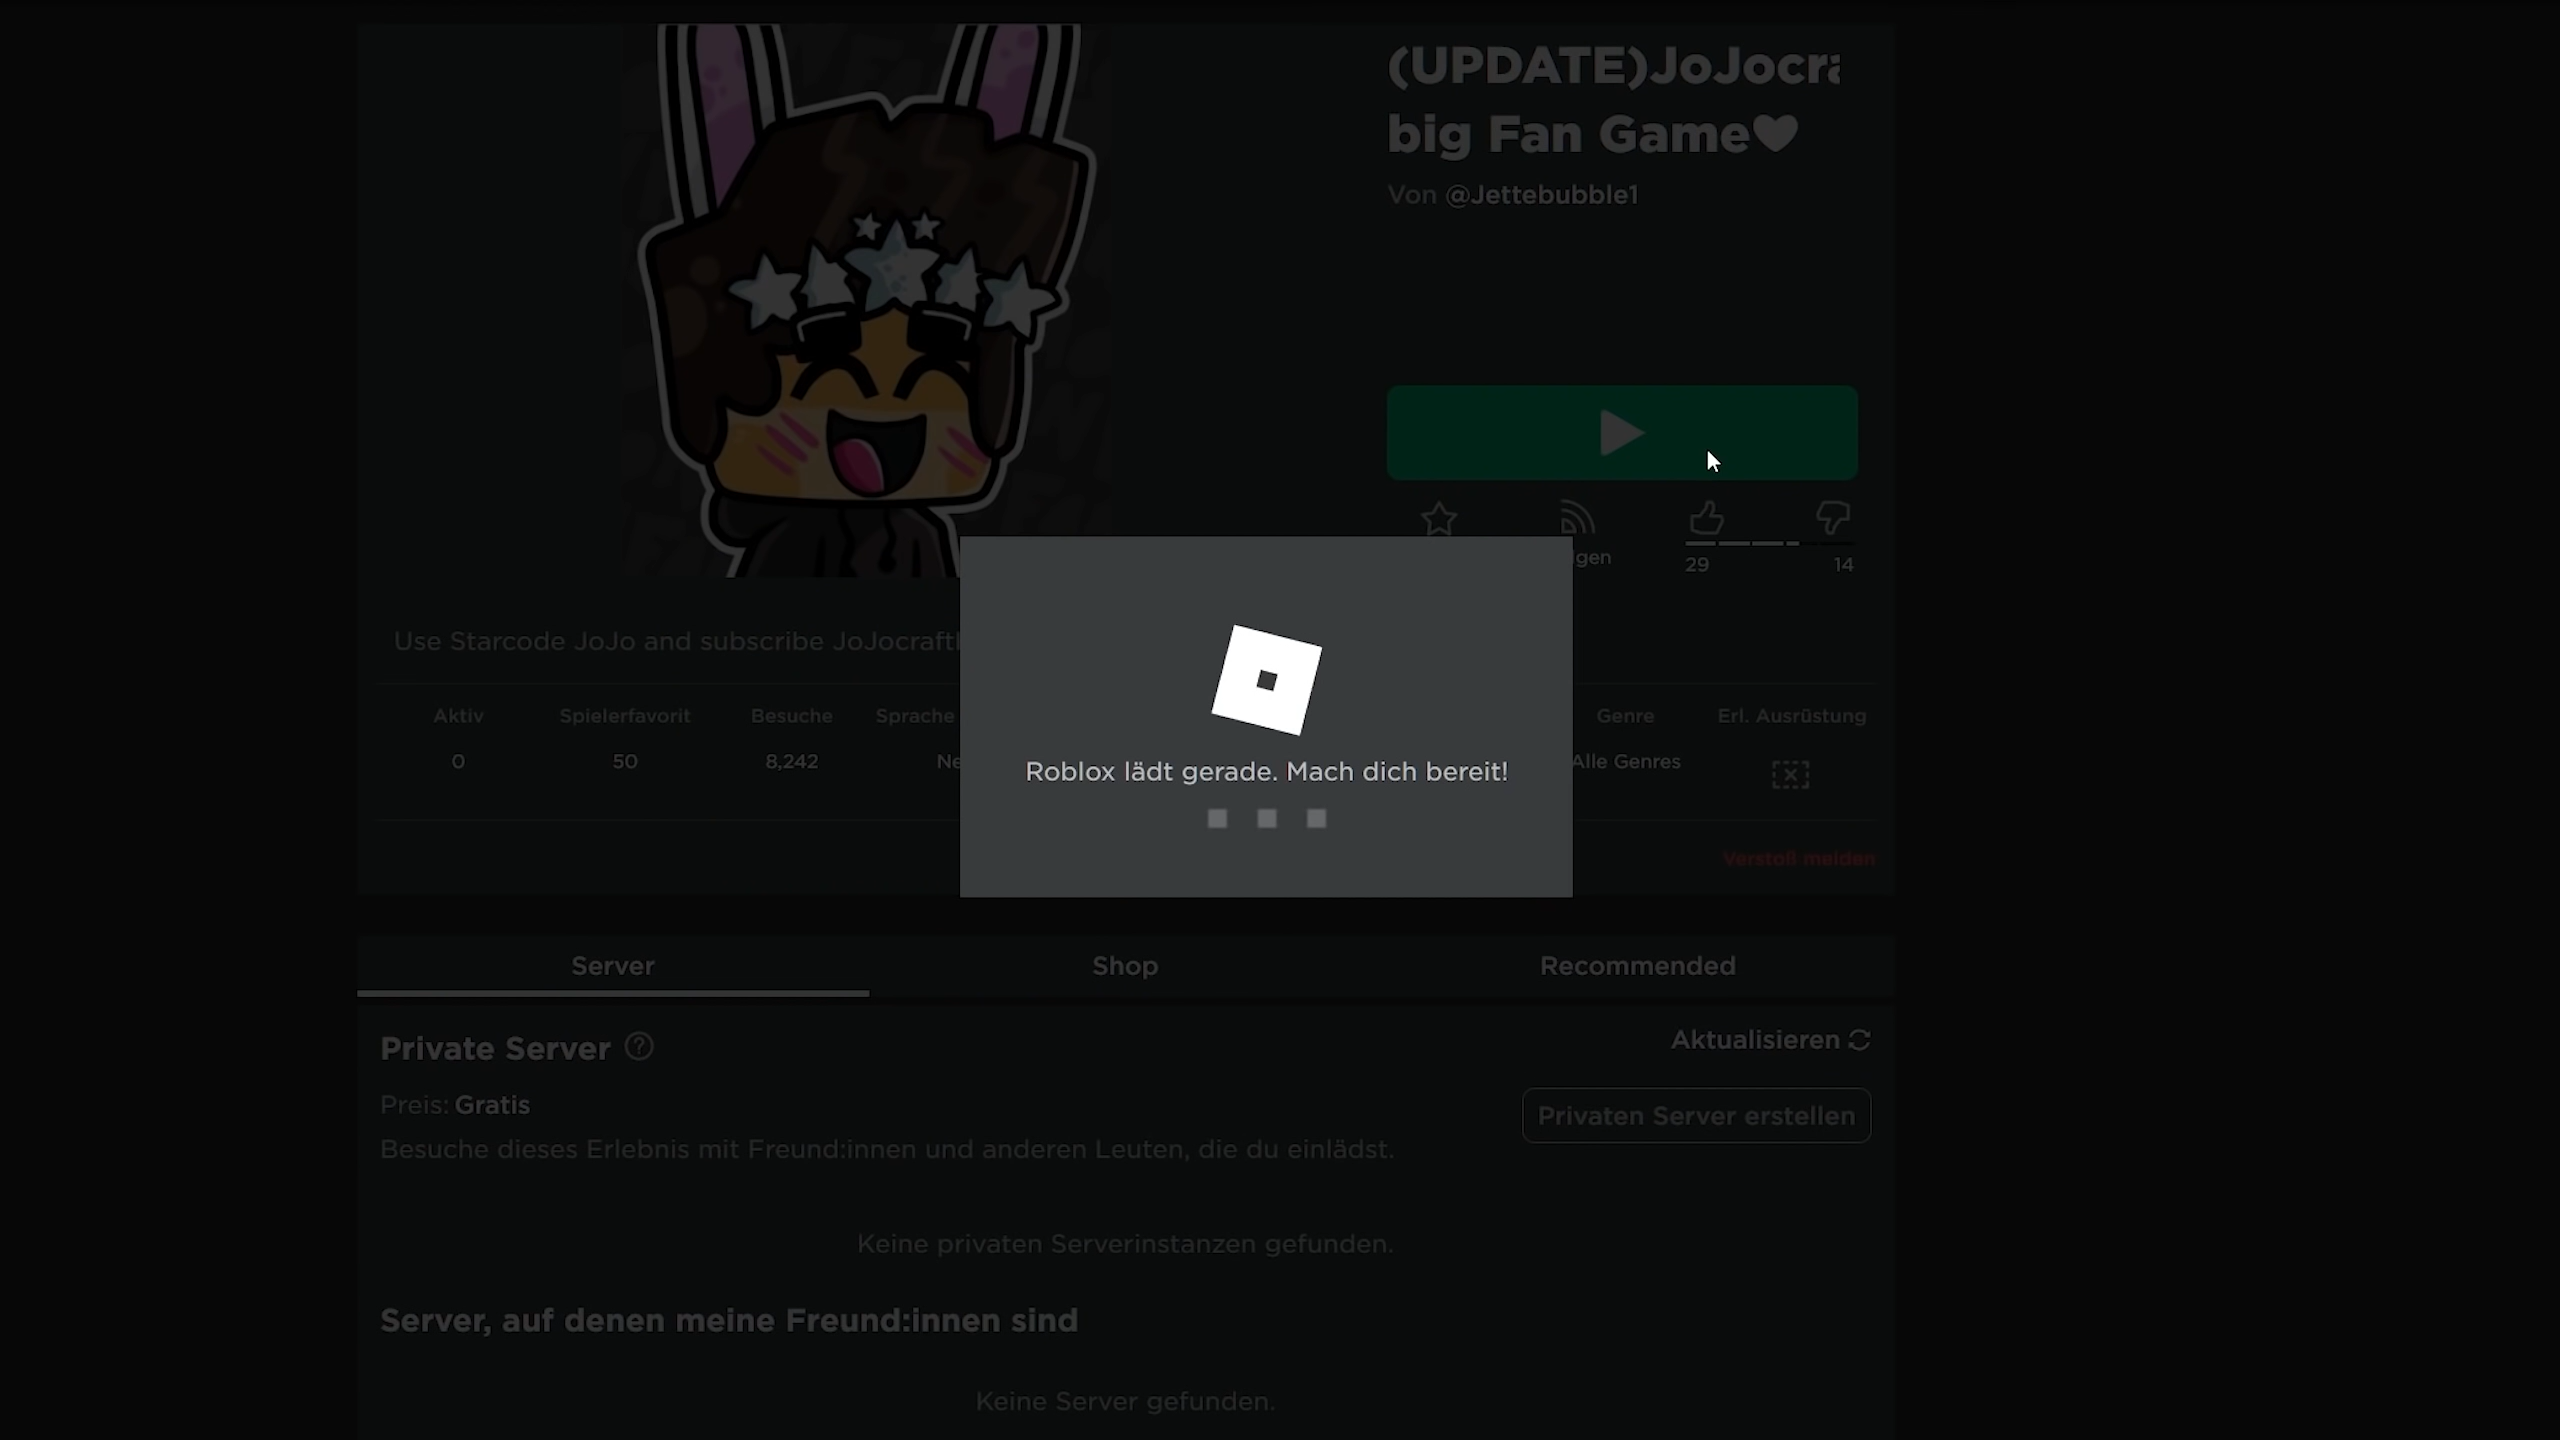 (UPDATE)JoJocra
big Fan Game
Von @Jettebubble1
29
14
Use Starcode JoJo and subscribe
Aktiv
Spielerfavorit
Besuche
Sprache
Genre
Erl. Ausrüstung
0
50
8,242
Alle Genres
Roblox lädt gerade. Mach dich bereit!
Verstoß melden
Server
Shop
Recommended
Private Server
Aktualisieren
Preis: Gratis
Privaten Server erstellen
Besuche dieses Erlebnis mit Freund:innen und anderen Leuten, die du einlädst.
Keine privaten Serverinstanzen gefunden.
Server, auf denen meine Freund:innen sind
Keine Server gefunden.